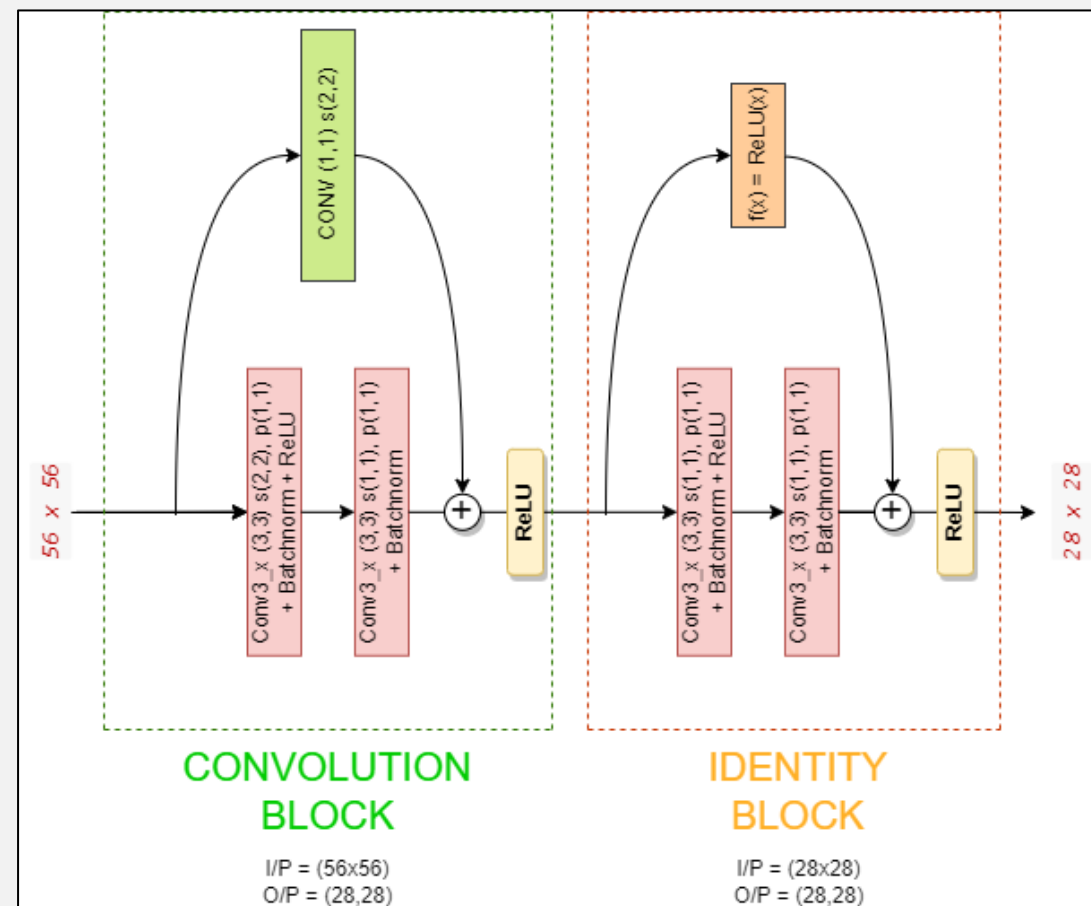 CONV (1,1) s(2,2)
f(x) = ReLU(x)
56 x 56
Conv3_x (3,3) s(2,2), p(1,1)
+ Batchnorm + ReLU
Conv3_x (3,3) s(1,1), p(1,1)
+ Batchnorm
+
ReLU
Conv3_x (3,3) s(1,1), p(1,1)
+ Batchnorm + ReLU
Conv3_x (3,3) s(1,1), p(1,1)
+ Batchnorm
+
ReLU
28 x 28
CONVOLUTION
BLOCK
I/P = (56x56)
O/P = (28,28)
IDENTITY
BLOCK
I/P = (28x28)
O/P = (28,28)